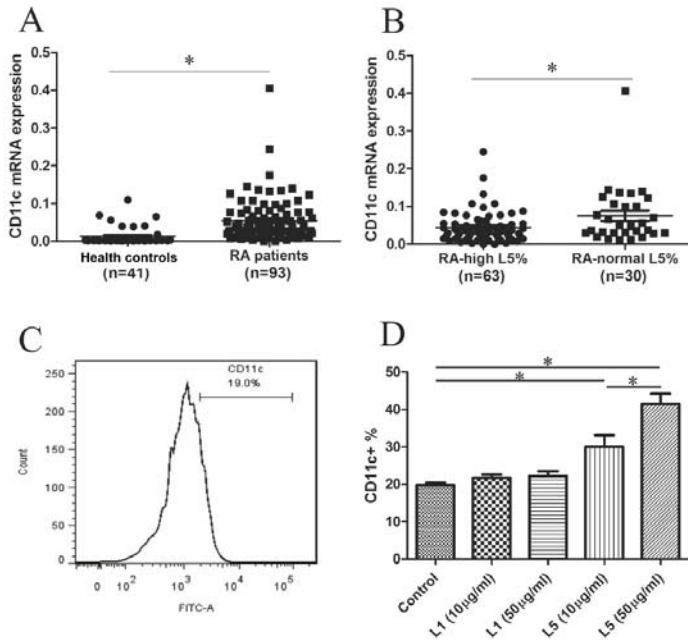 A
CD11c mRNA expression
0.5
0.4
0.3
0.2
0.1
0.0
*
Health controls
(n=41)
RA patients
(n=93)
B
CD11c mRNA expression
0.5
0.4
0.3
0.2
0.1
0.0
*
RA-high L5%
(n=63)
RA-normal L5%
(n=30)
C
CD11c
19.0%
Count
250
200
150
100
50
0
0 10² 10³ 10⁴ 10⁵
FITC-A
D
CD11c+ %
50
40
30
20
10
0
*
*
*
Control
L1 (10μg/ml)
L1 (50μg/ml)
L5 (10μg/ml)
L5 (50μg/ml)